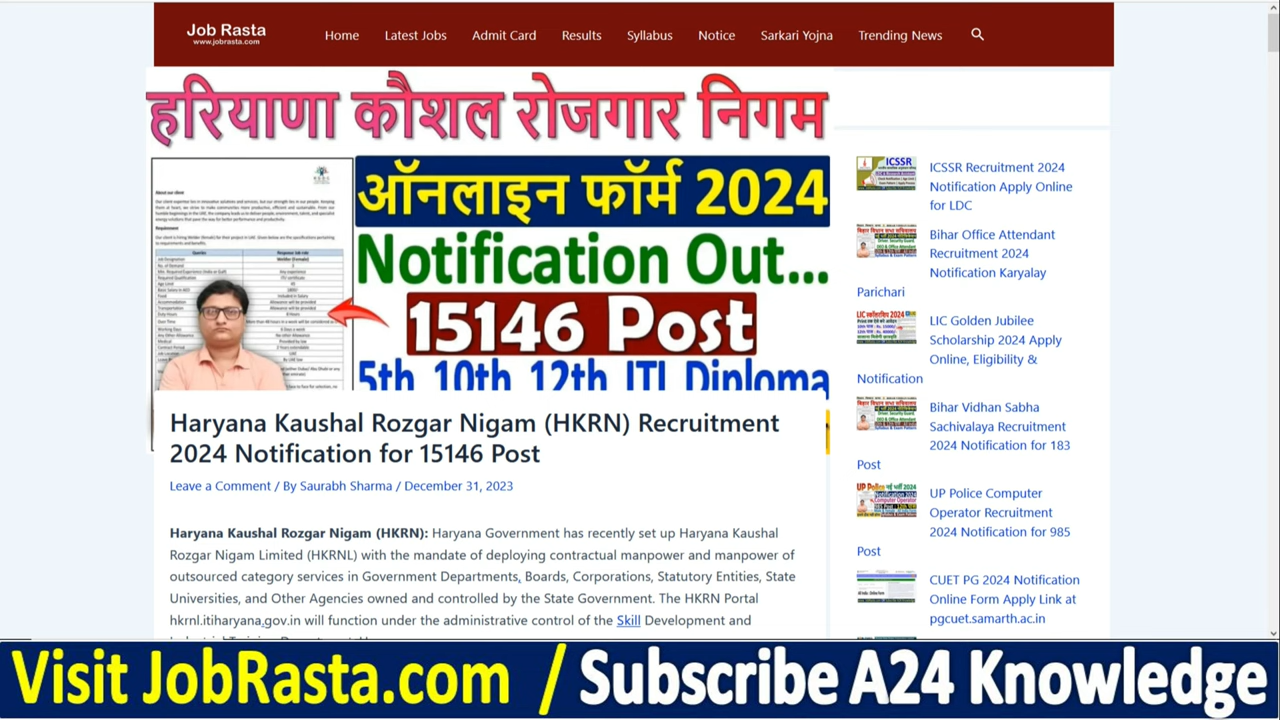 Job Rasta
www.jobrasta.com
Home Latest Jobs Admit Card Results Syllabus Notice Sarkari Yojna Trending News
हरियाणा कौशल रोजगार निगम
ऑनलाइन फॉर्म 2024
Notification Out...
15146 Post
5th 10th 12th ITI Diploma
Haryana Kaushal Rozgar Nigam (HKRN) Recruitment
2024 Notification for 15146 Post
Leave a Comment / By Saurabh Sharma / December 31, 2023
Haryana Kaushal Rozgar Nigam (HKRN): Haryana Government has recently set up Haryana Kaushal
Rozgar Nigam Limited (HKRNL) with the mandate of deploying contractual manpower and manpower of
outsourced category services in Government Departments, Boards, Corporations, Statutory Entities, State
Universities, and Other Agencies owned and controlled by the State Government. The HKRN Portal
hkrnl.itiharyana,gov.in will function under the administrative control of the Skill Development and
ICSSR
ICSSR Recruitment 2024
Notification Apply Online
for LDC
Bihar Office Attendant
Recruitment 2024
Notification Karyalay
Parichari
LIC Golden Jubilee
Scholarship 2024 Apply
Online, Eligibility &
Notification
Bihar Vidhan Sabha
Sachivalaya Recruitment
2024 Notification for 183
Post
UP Police Computer
Operator Recruitment
2024 Notification for 985
Post
CUET PG 2024 Notification
Online Form Apply Link at
pgcuet.samarth.ac.in
Visit JobRasta.com / Subscribe A24 Knowledge